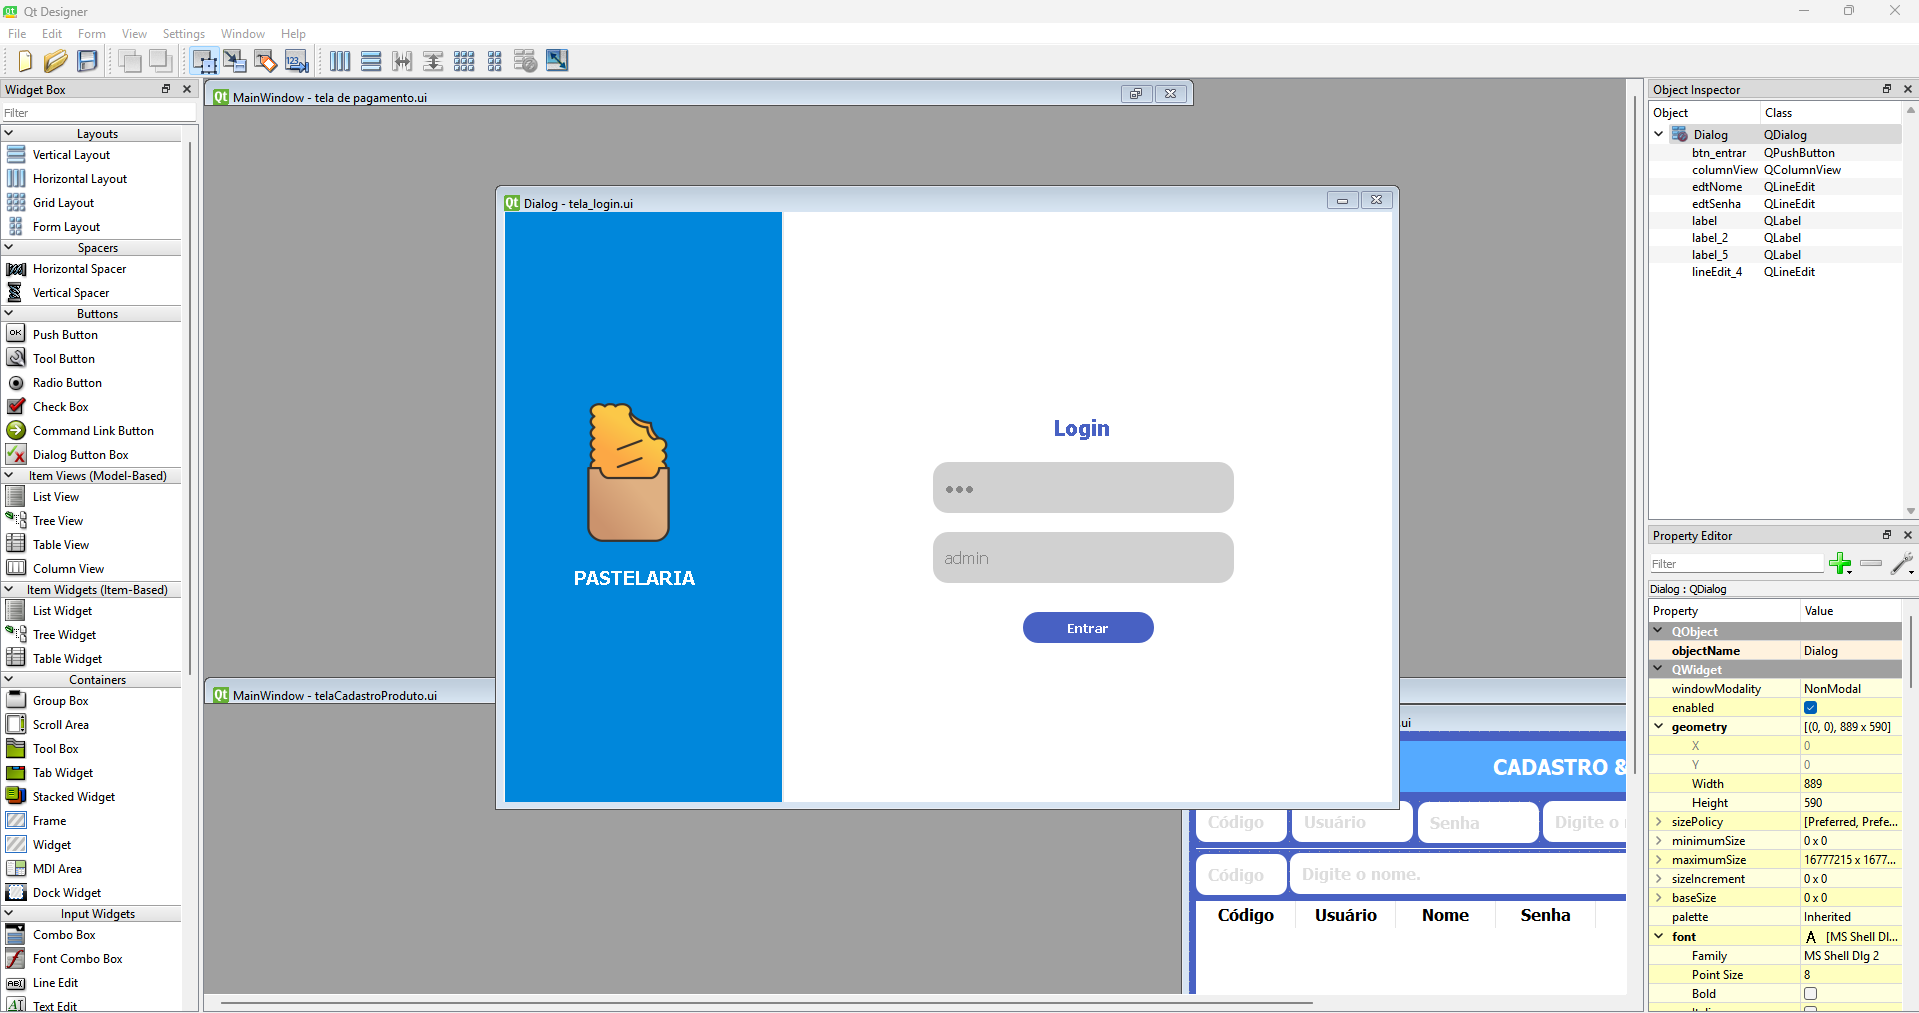 Qt Designer
File Edit Form View Settings Window Help
Widget Box
Filter
Layouts
Vertical Layout
Horizontal Layout
Grid Layout
Form Layout
Spacers
Horizontal Spacer
Vertical Spacer
Buttons
Push Button
Tool Button
Radio Button
Check Box
Command Link Button
Dialog Button Box
Item Views (Model-Based)
List View
Tree View
Table View
Column View
Item Widgets (Item-Based)
List Widget
Tree Widget
Table Widget
Containers
Group Box
Scroll Area
Tool Box
Tab Widget
Stacked Widget
Frame
Widget
MDI Area
Dock Widget
Input Widgets
Combo Box
Font Combo Box
Line Edit
Text Edit
MainWindow - tela de pagamento.ui
Dialog - tela_login.ui
PASTELARIA
Login
●●●
admin
Entrar
MainWindow - telaCadastroProduto.ui
.ui
CADASTRO &
Código Usuário Senha Digite o
Código Digite o nome.
Código Usuário Nome Senha
Object Inspector
Object Class
Dialog QDialog
btn_entrar QPushButton
columnView QColumnView
edtNome QLineEdit
edtSenha QLineEdit
label QLabel
label_2 QLabel
label_5 QLabel
lineEdit_4 QLineEdit
Property Editor
Filter
Dialog : QDialog
Property Value
QObject
objectName Dialog
QWidget
windowModality NonModal
enabled
geometry [(0, 0), 889 x 590]
X 0
Y 0
Width 889
Height 590
sizePolicy [Preferred, Prefe...
minimumSize 0 x 0
maximumSize 16777215 x 1677...
sizeIncrement 0 x 0
baseSize 0 x 0
palette Inherited
font A [MS Shell Dl...
Family MS Shell Dlg 2
Point Size 8
Bold